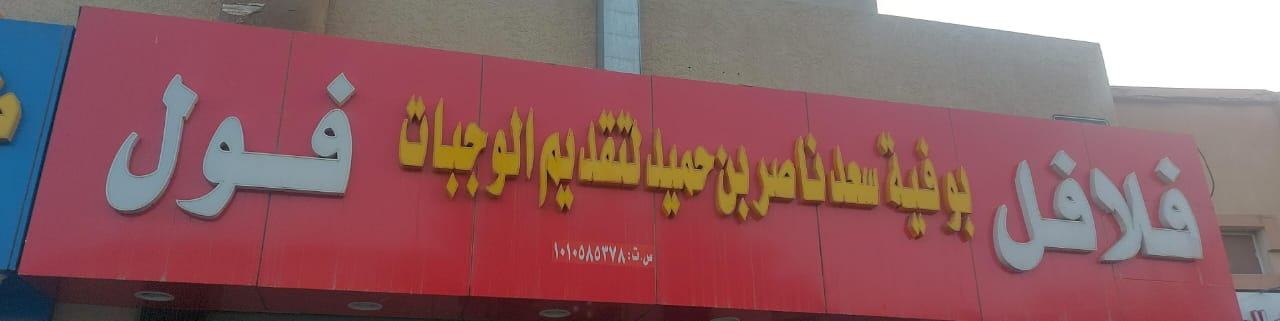 فلافل بوفية سعد ناصر بن حميد لتقديم الوجبات فول
س.ت: ١٠١٠٥٨٥٣٧٨